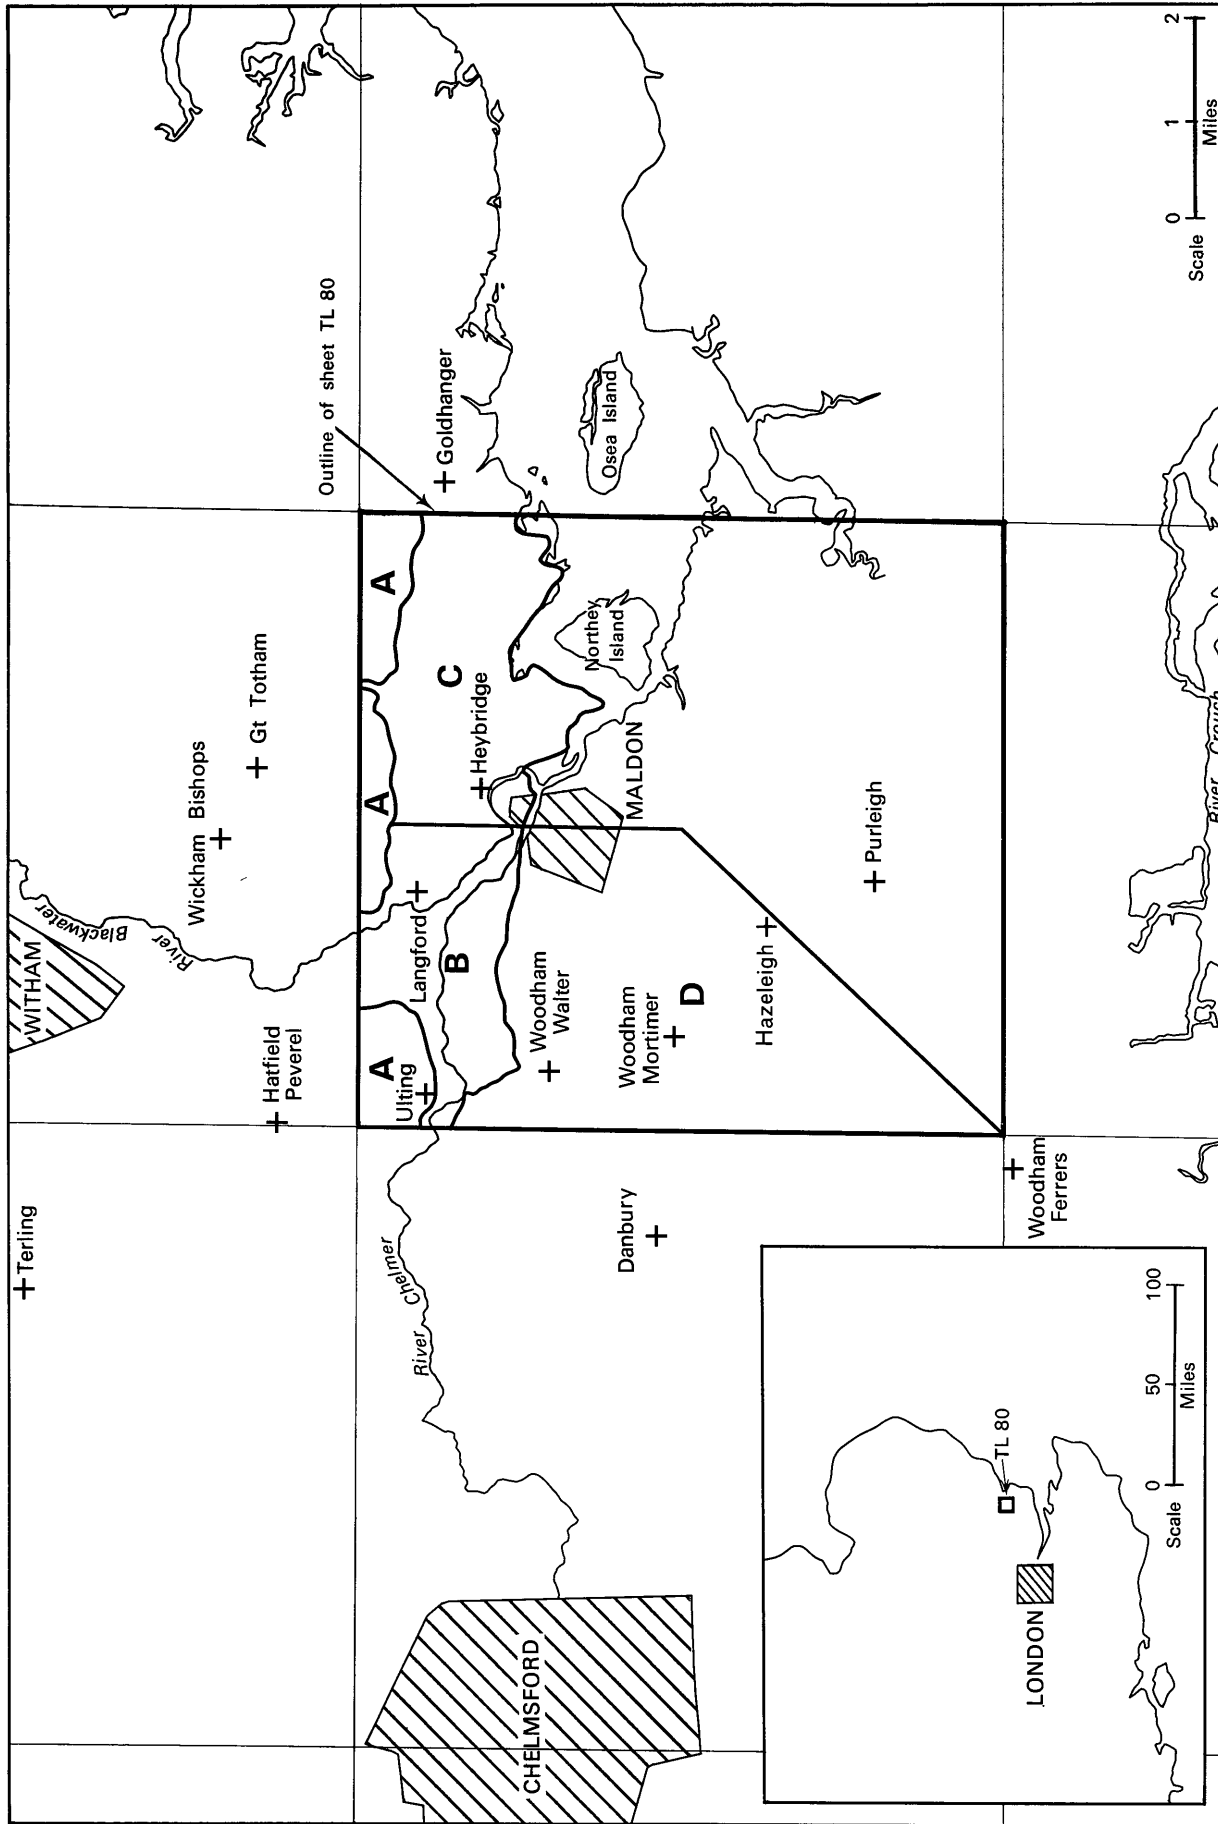 Terling
WITHAM
River Blackwater
Wickham Bishops
Gt Totham
Hatfield
Peverel
Outline of sheet TL 80
A
Ulting
A
A
Langford
Goldhanger
C
B
Heybridge
River Chelmer
CHELMSFORD
Woodham
Walter
Northey
Island
Osea Island
MALDON
Danbury
Woodham
Mortimer
D
Hazeleigh
Purleigh
Woodham
Ferrers
River Crouch
Scale
0
1
2
Miles
TL 80
LONDON
Scale
0
50
100
Miles